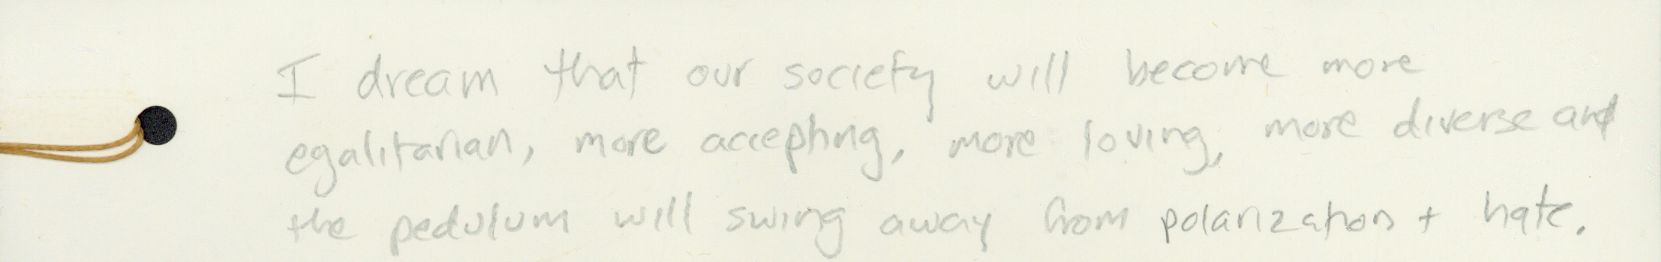 I dream that our society will become more
egalitarian, more accepting, more loving, more diverse and
the pedulum will swing away from polarization + hate.